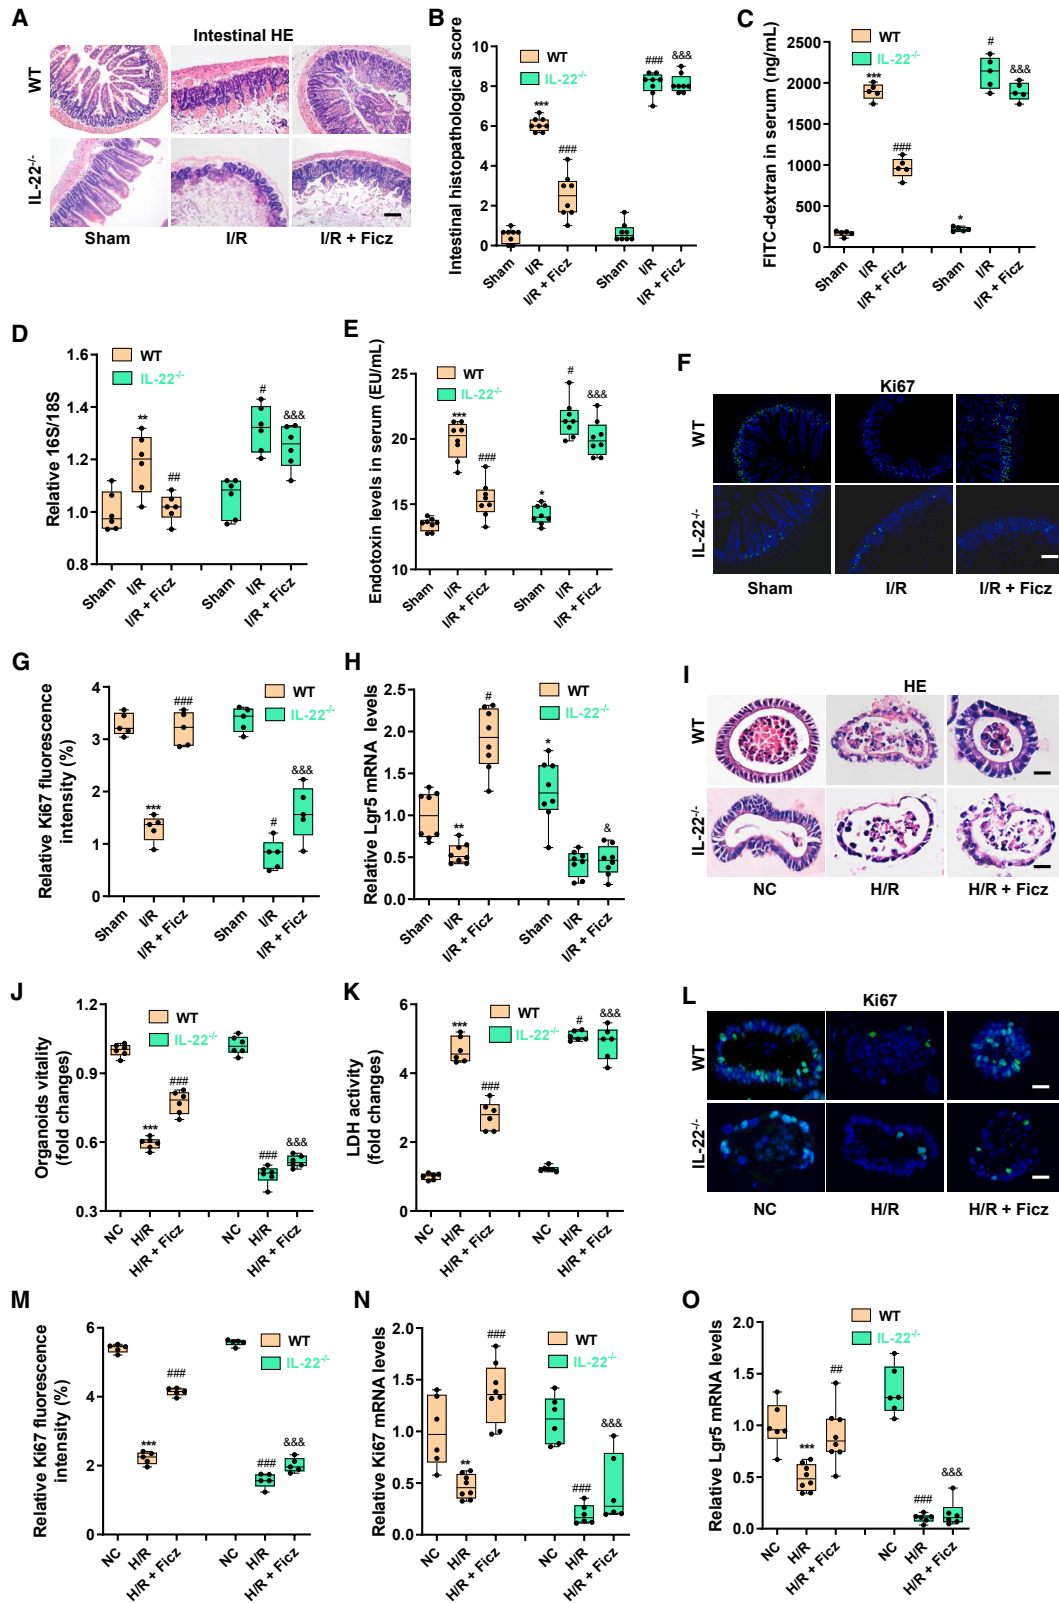 A
Intestinal HE
WT
IL-22-/-
Sham
I/R
I/R + Ficz
B
Intestinal histopathological score
10
8
6
4
2
0
WT
IL-22-/-
***
###
###
&&&
Sham
I/R
I/R + Ficz
Sham
I/R
I/R + Ficz
C
FITC-dextran in serum (ng/mL)
2500
2000
1500
1000
500
0
WT
IL-22-/-
***
###
*
#
&&&
Sham
I/R
I/R + Ficz
Sham
I/R
I/R + Ficz
D
Relative 16S/18S
1.6
1.4
1.2
1.0
0.8
WT
IL-22-/-
**
##
#
&&&
Sham
I/R
I/R + Ficz
Sham
I/R
I/R + Ficz
E
Endotoxin levels in serum (EU/mL)
25
20
15
10
WT
IL-22-/-
***
###
*
#
&&&
Sham
I/R
I/R + Ficz
Sham
I/R
I/R + Ficz
F
Ki67
WT
IL-22-/-
Sham
I/R
I/R + Ficz
G
Relative Ki67 fluorescence
intensity (%)
4
3
2
1
0
WT
IL-22-/-
***
###
#
&&&
Sham
I/R
I/R + Ficz
Sham
I/R
I/R + Ficz
H
Relative Lgr5 mRNA levels
2.5
2.0
1.5
1.0
0.5
0.0
WT
IL-22-/-
**
#
*
&
Sham
I/R
I/R + Ficz
Sham
I/R
I/R + Ficz
I
HE
WT
IL-22-/-
NC
H/R
H/R + Ficz
J
Organoids vitality
(fold changes)
1.2
0.9
0.6
0.3
WT
IL-22-/-
***
###
###
&&&
NC
H/R
H/R + Ficz
NC
H/R
H/R + Ficz
K
LDH activity
(fold changes)
6
4
2
0
WT
IL-22-/-
***
###
#
&&&
NC
H/R
H/R + Ficz
NC
H/R
H/R + Ficz
L
Ki67
WT
IL-22-/-
NC
H/R
H/R + Ficz
M
Relative Ki67 fluorescence
intensity (%)
6
4
2
0
WT
IL-22-/-
***
###
###
&&&
NC
H/R
H/R + Ficz
NC
H/R
H/R + Ficz
N
Relative Ki67 mRNA levels
2.0
1.5
1.0
0.5
0.0
WT
IL-22-/-
**
###
###
&&&
NC
H/R
H/R + Ficz
NC
H/R
H/R + Ficz
O
Relative Lgr5 mRNA levels
2.0
1.5
1.0
0.5
0.0
WT
IL-22-/-
***
##
###
&&&
NC
H/R
H/R + Ficz
NC
H/R
H/R + Ficz